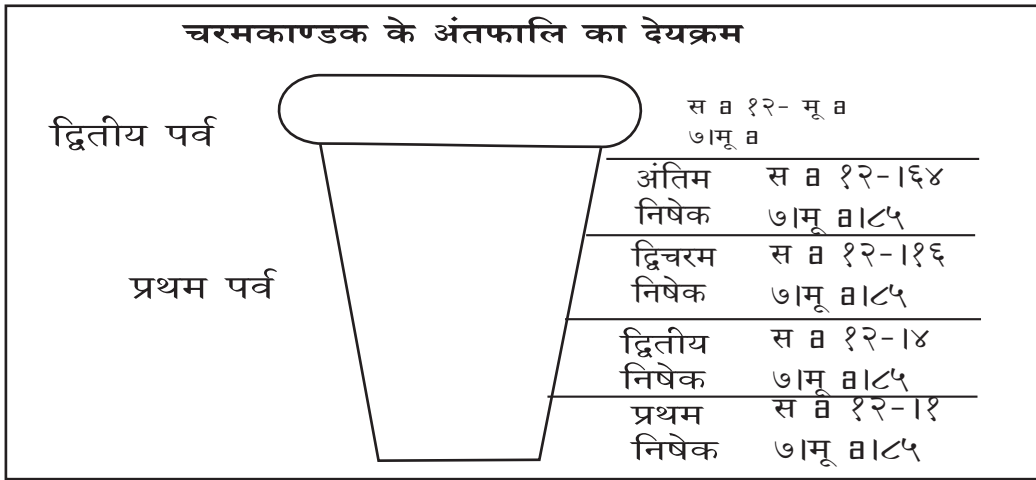 चरमकाण्डक के अंतफालि का देयक्रम
द्वितीय पर्व
स a १२- मू a
७।मू a
अंतिम स a १२-।६४
निषेक ७।मू a।८५
द्विचरम स a १२-।१६
निषेक ७।मू a।८५
प्रथम पर्व
द्वितीय स a १२-।४
निषेक ७।मू a।८५
प्रथम स a १२-।१
निषेक ७।मू a।८५